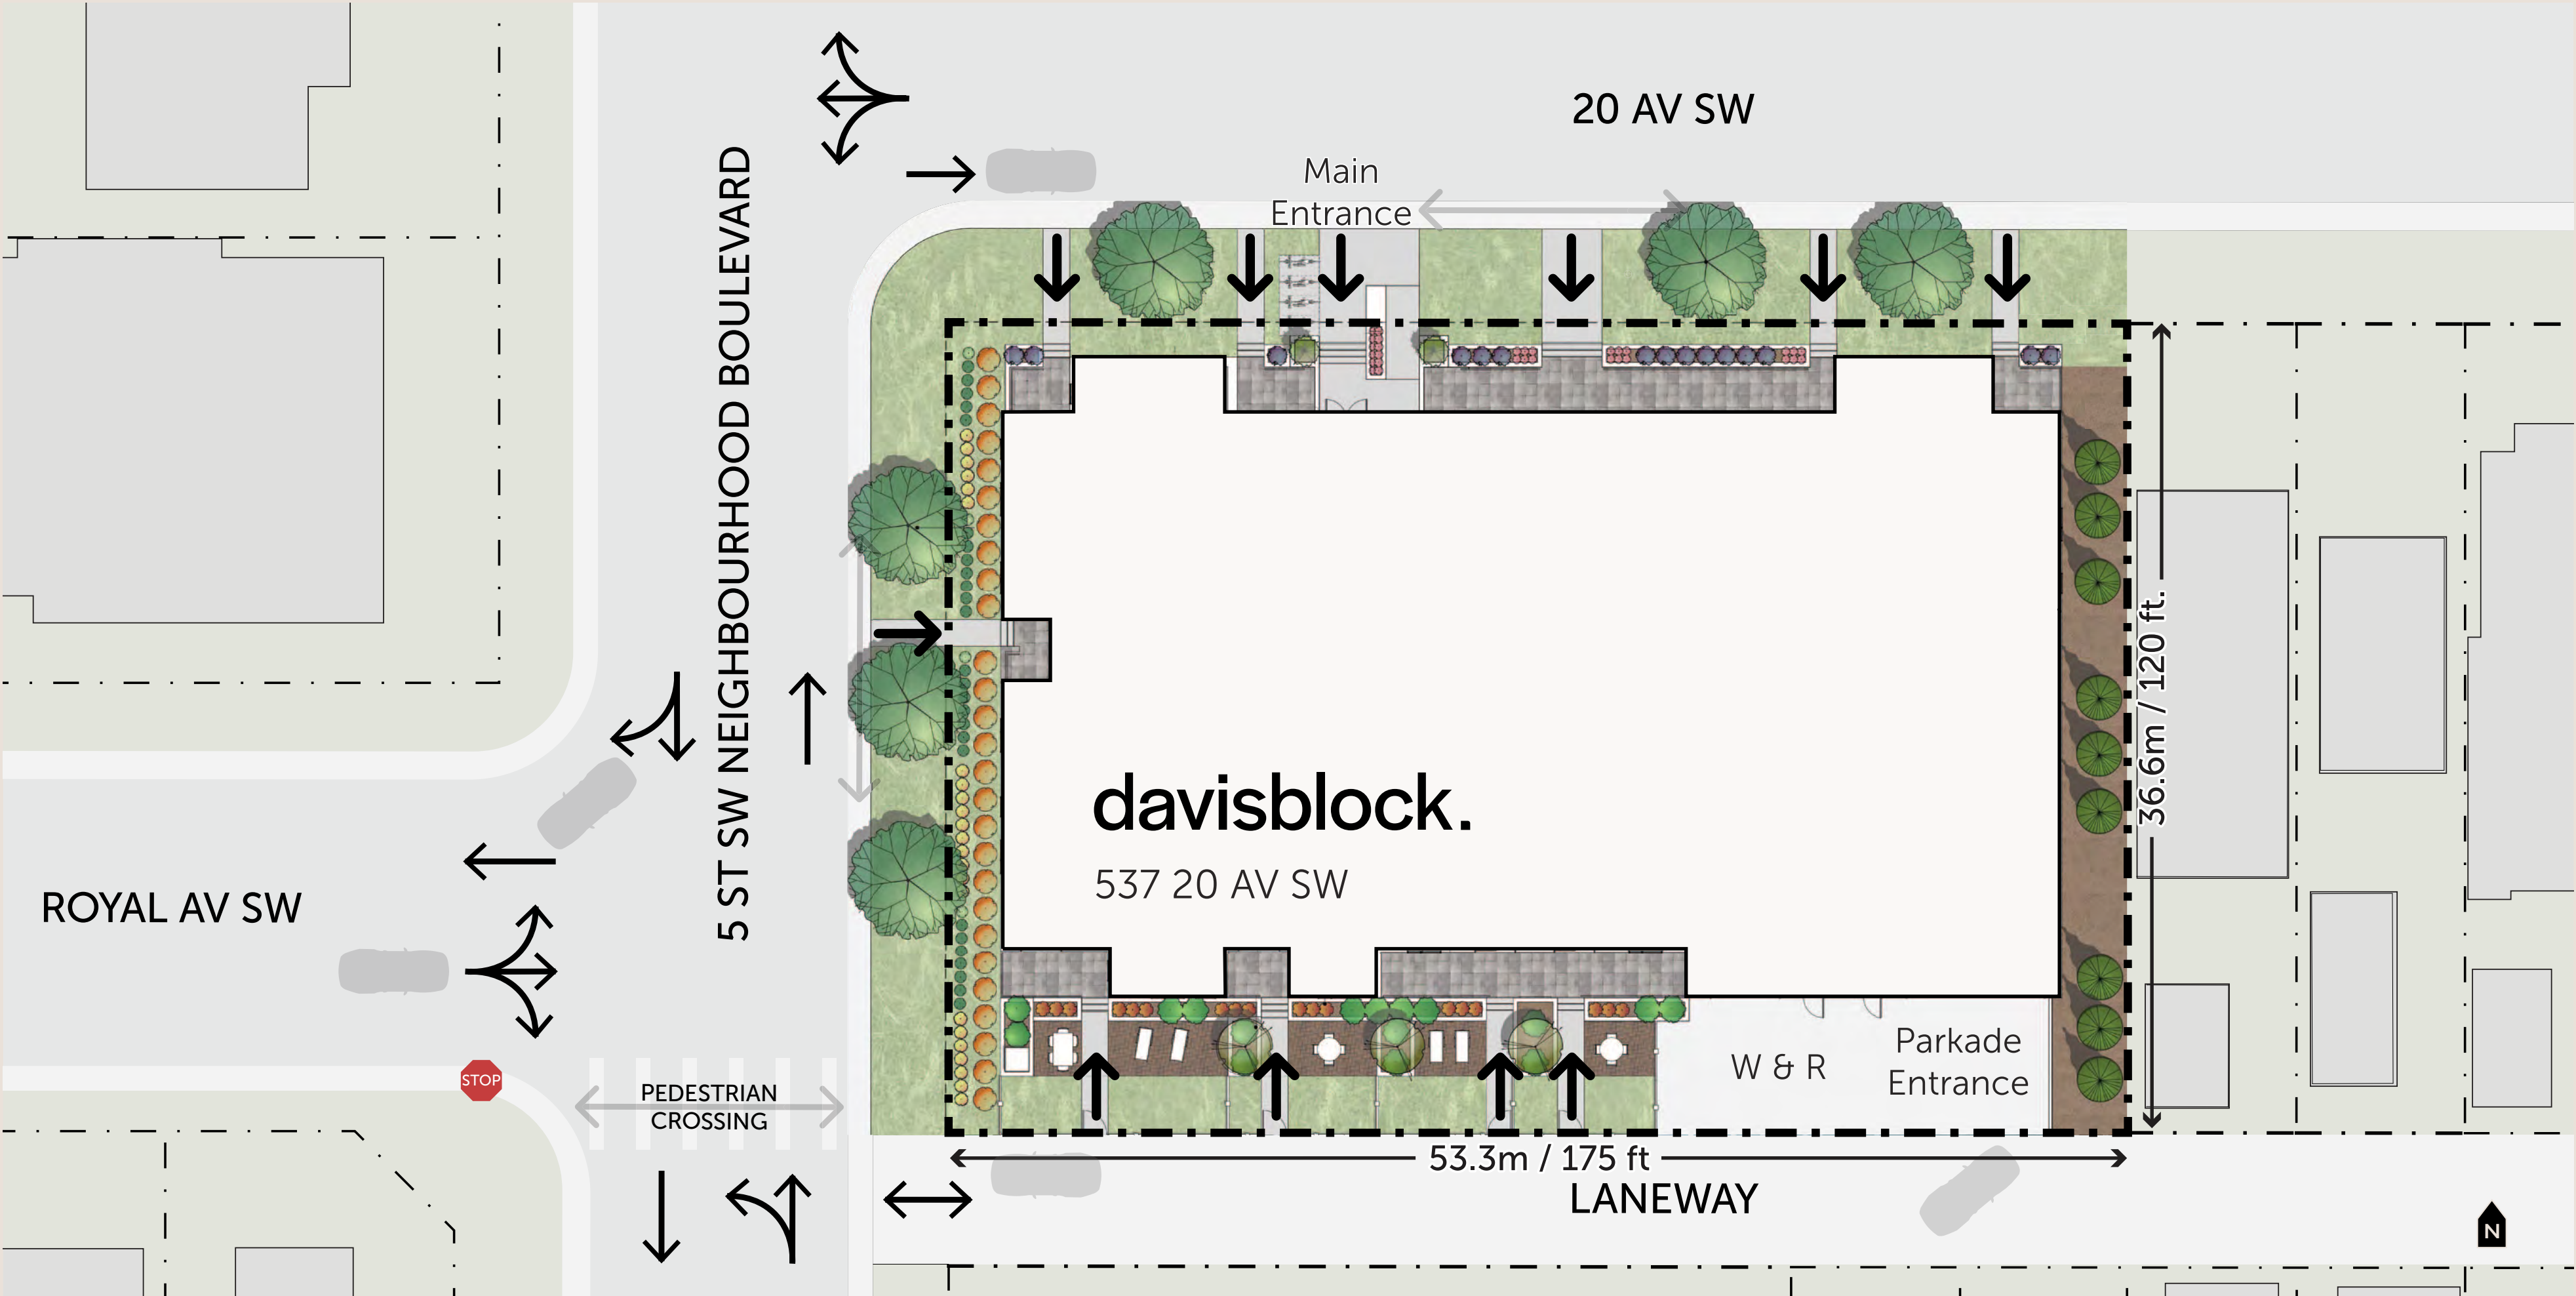 20 AV SW
Main
Entrance
5 ST SW NEIGHBOURHOOD BOULEVARD
36.6m / 120 ft.
davisblock.
537 20 AV SW
ROYAL AV SW
STOP
PEDESTRIAN
CROSSING
W & R
Parkade
Entrance
53.3m / 175 ft
LANEWAY
N